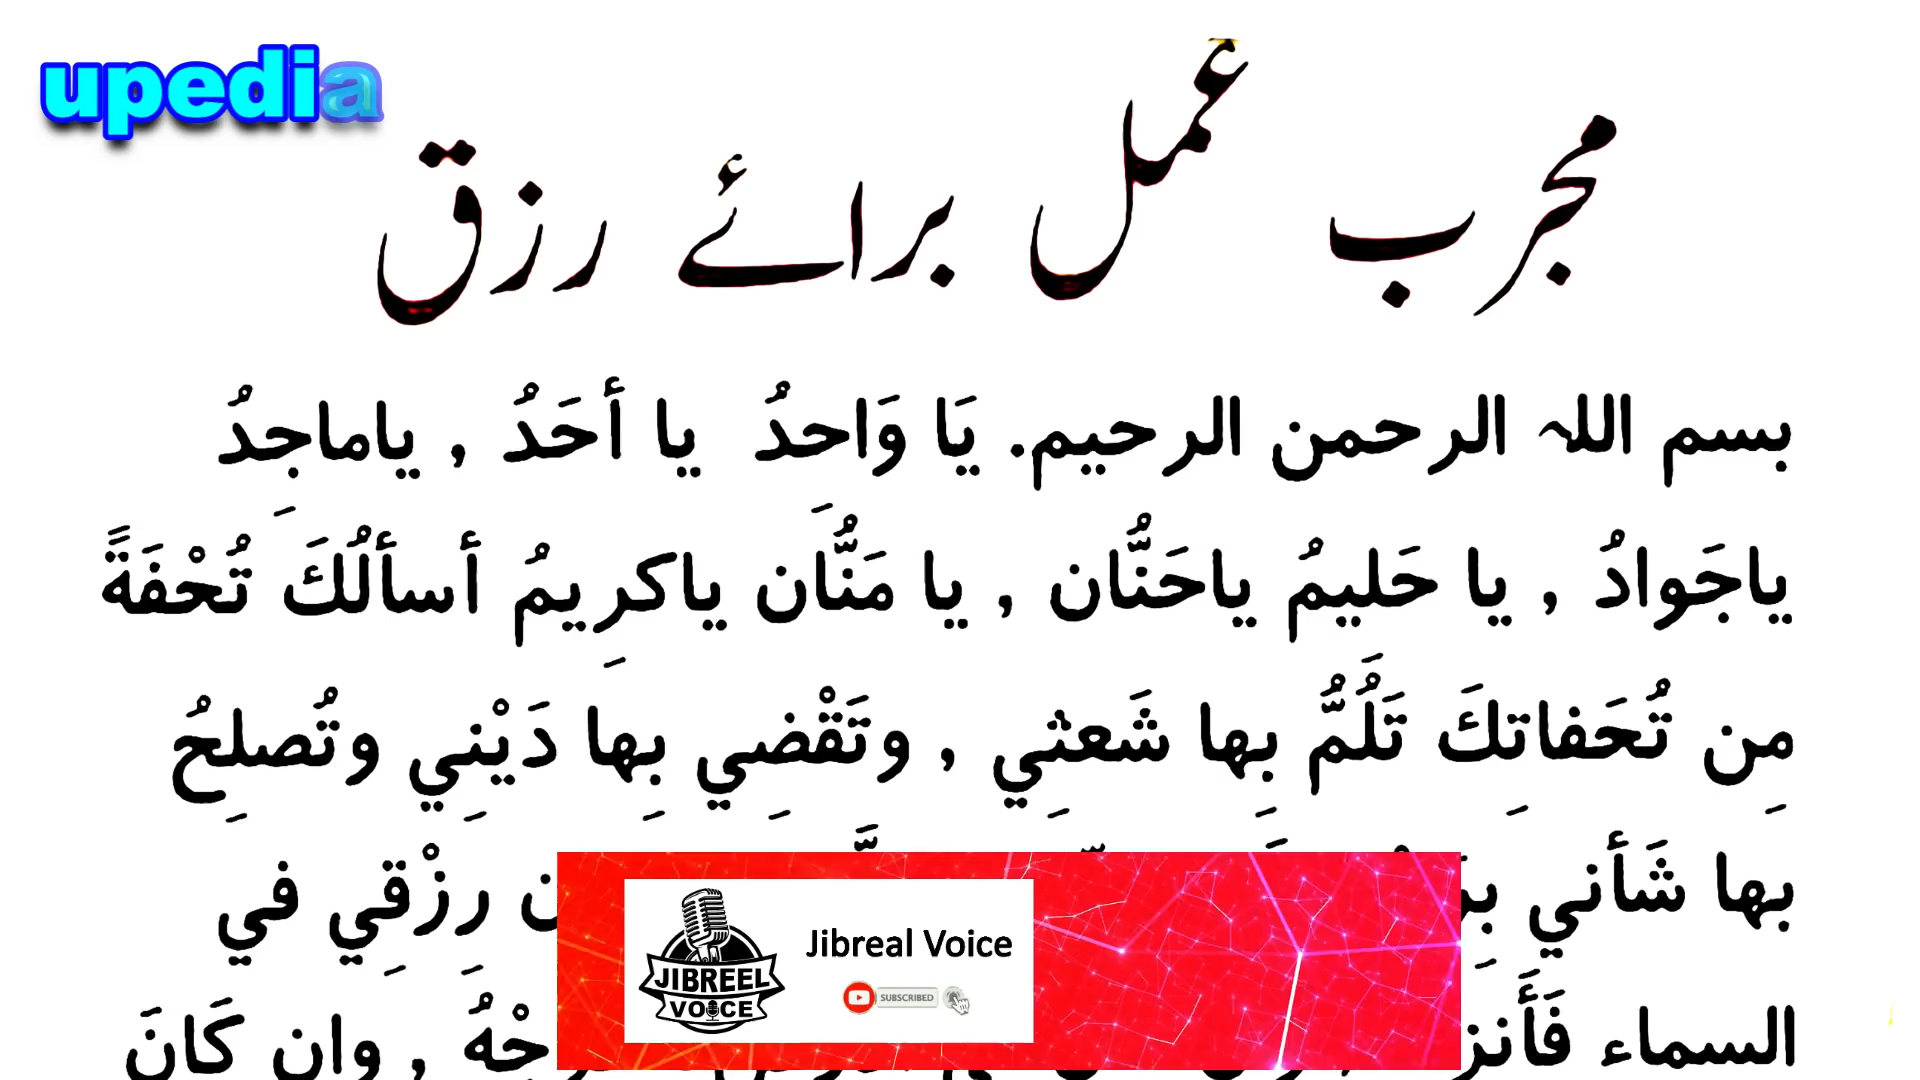 upedia
مجرب عمل برائے رزق
بسم اللہ الرحمن الرحیم. يَا وَاحِدُ يا أحَدُ , ياماجِدُ
ياجَوادُ , يا حَليمُ ياحَنُّان , يا مَنُّان ياكرِيمُ أسألُكَ تُحْفَةً
مِن تُحَفاتِكَ تَلُمُّ بِها شَعثِي , وتَقْضِي بِها دَيْنِي وتُصلِحُ
بها شَأني رِزْقِي في
السماء وان كَانَ
JIBREEL
VOICE
Jibreal Voice
SUBSCRIBED